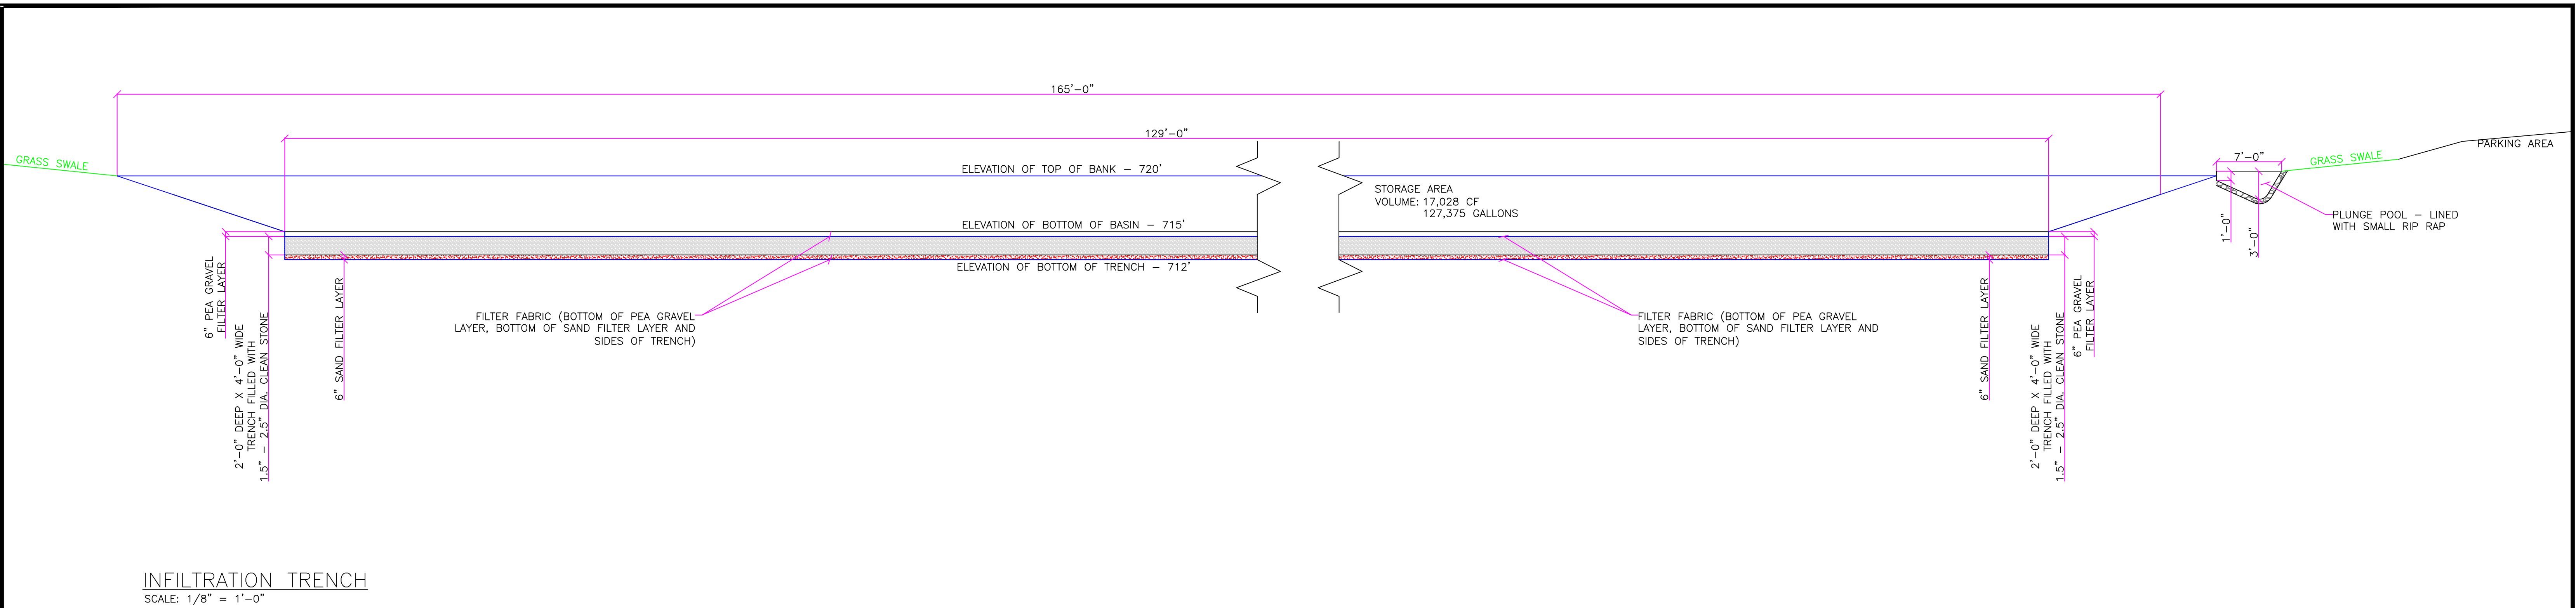 165'-0"
129'-0"
GRASS SWALE
ELEVATION OF TOP OF BANK - 720'
STORAGE AREA
VOLUME: 17,028 CF
127,375 GALLONS
7'-0"
GRASS SWALE
PARKING AREA
ELEVATION OF BOTTOM OF BASIN - 715'
1'-0"
3'-0"
PLUNGE POOL - LINED
WITH SMALL RIP RAP
ELEVATION OF BOTTOM OF TRENCH - 712'
6" PEA GRAVEL
FILTER LAYER
2'-0" DEEP X 4'-0" WIDE
TRENCH FILLED WITH
1.5" - 2.5" DIA. CLEAN STONE
6" SAND FILTER LAYER
FILTER FABRIC (BOTTOM OF PEA GRAVEL
LAYER, BOTTOM OF SAND FILTER LAYER AND
SIDES OF TRENCH)
FILTER FABRIC (BOTTOM OF PEA GRAVEL
LAYER, BOTTOM OF SAND FILTER LAYER AND
SIDES OF TRENCH)
6" SAND FILTER LAYER
2'-0" DEEP X 4'-0" WIDE
TRENCH FILLED WITH
1.5" - 2.5" DIA. CLEAN STONE
6" PEA GRAVEL
FILTER LAYER
INFILTRATION TRENCH
SCALE: 1/8" = 1'-0"